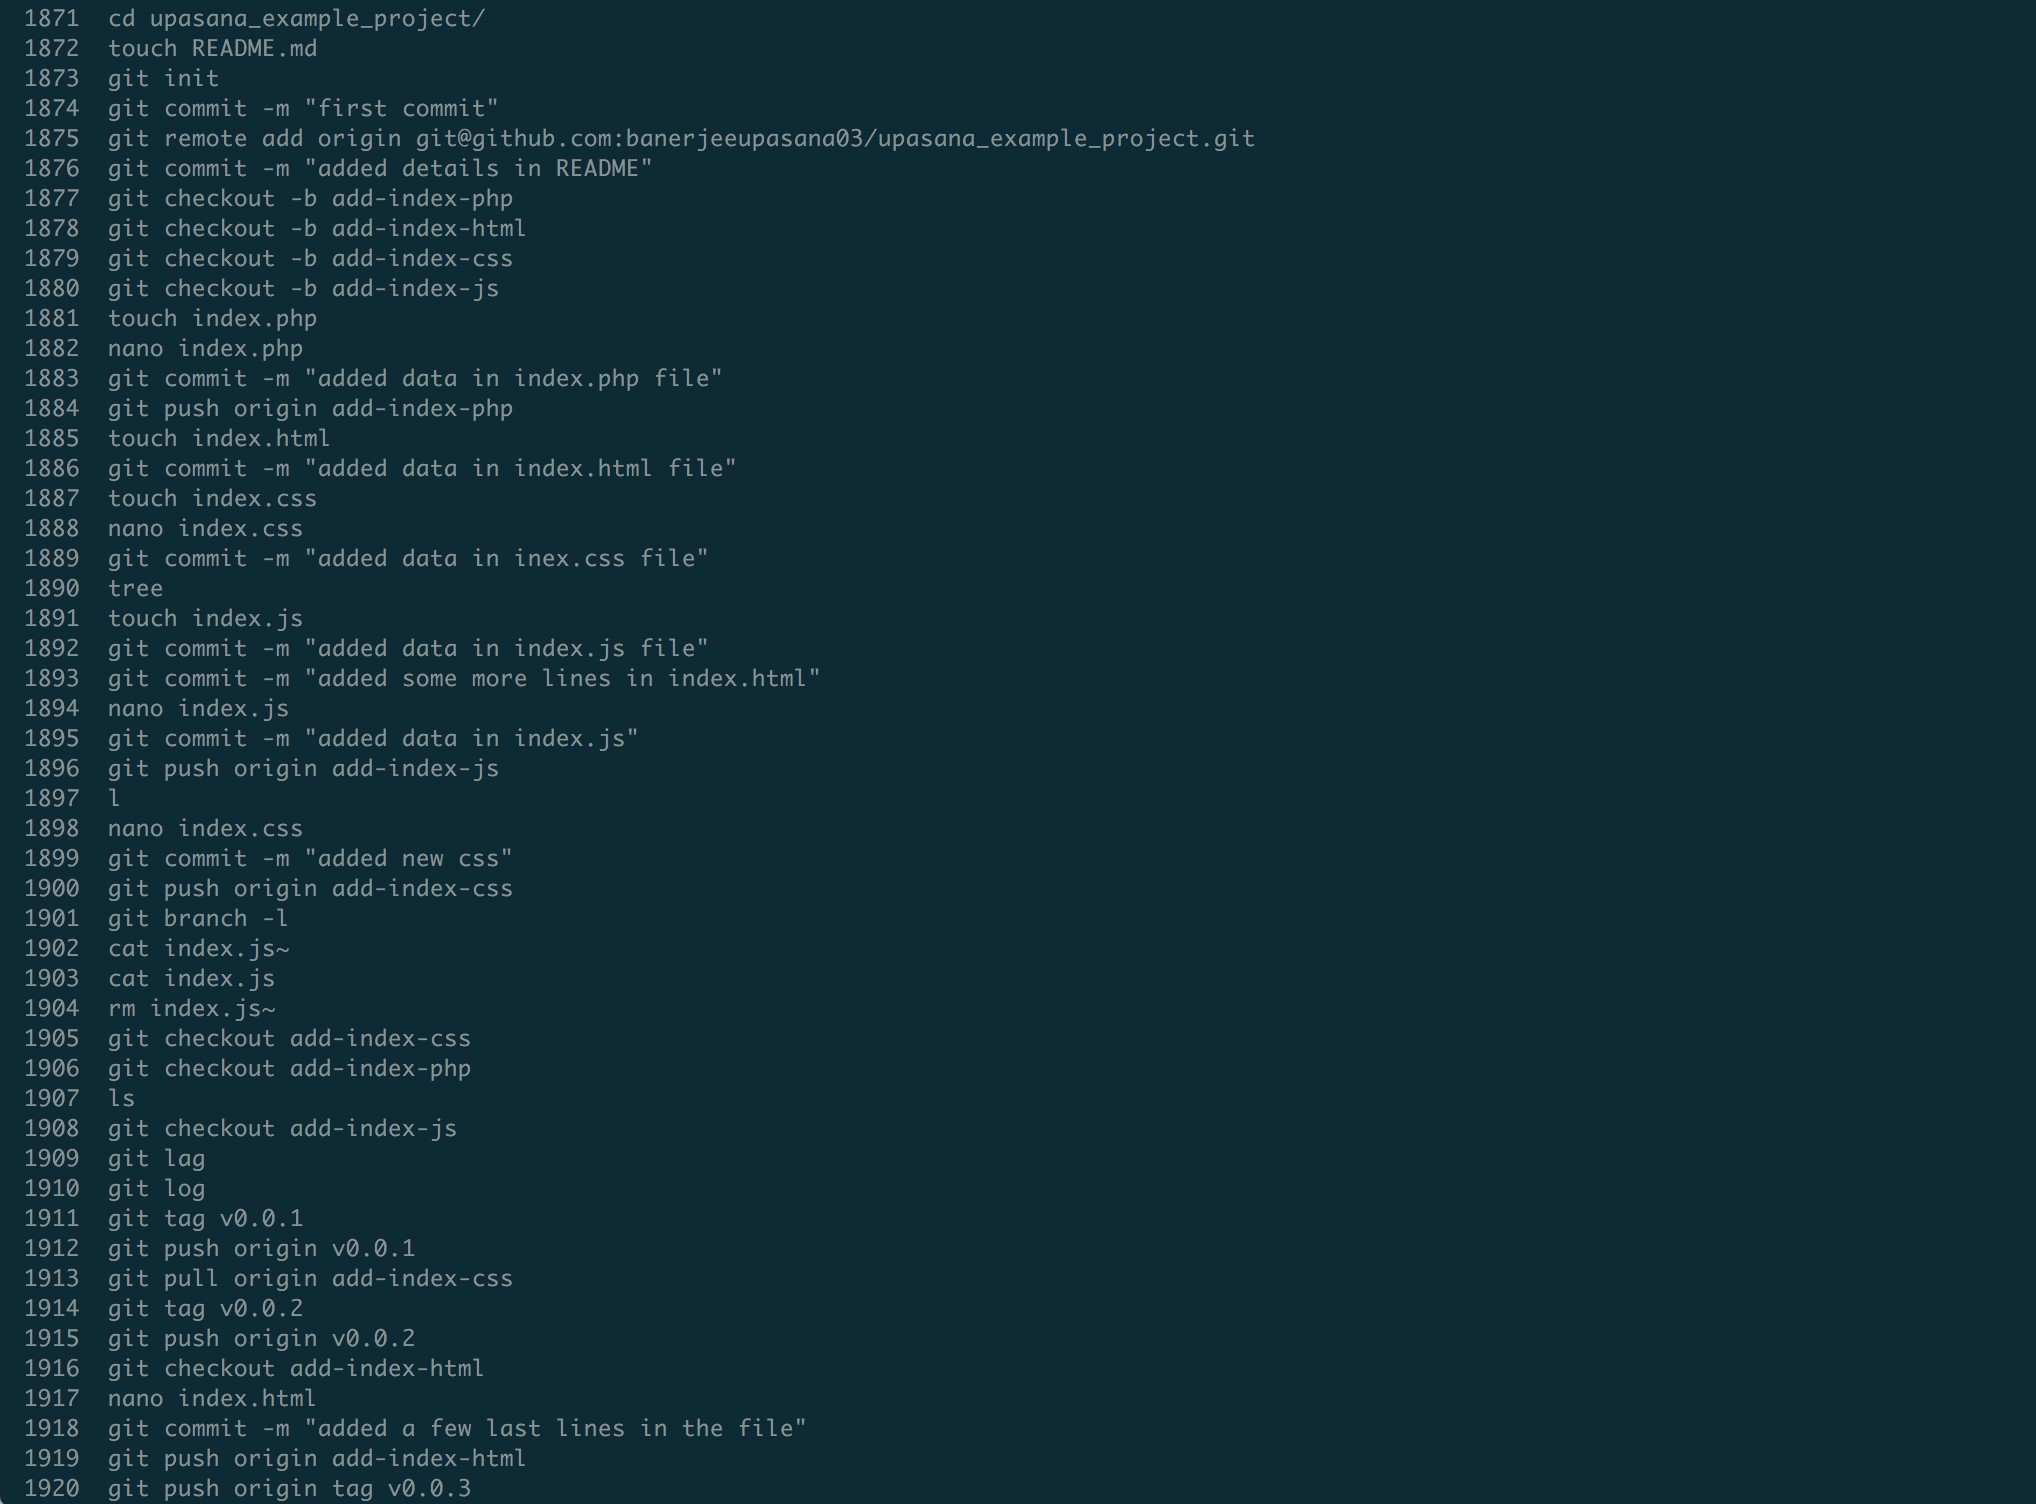 1871  cd upasana_example_project/
1872  touch README.md
1873  git init
1874  git commit -m "first commit"
1875  git remote add origin git@github.com:banerjeeupasana03/upasana_example_project.git
1876  git commit -m "added details in README"
1877  git checkout -b add-index-php
1878  git checkout -b add-index-html
1879  git checkout -b add-index-css
1880  git checkout -b add-index-js
1881  touch index.php
1882  nano index.php
1883  git commit -m "added data in index.php file"
1884  git push origin add-index-php
1885  touch index.html
1886  git commit -m "added data in index.html file"
1887  touch index.css
1888  nano index.css
1889  git commit -m "added data in inex.css file"
1890  tree
1891  touch index.js
1892  git commit -m "added data in index.js file"
1893  git commit -m "added some more lines in index.html"
1894  nano index.js
1895  git commit -m "added data in index.js"
1896  git push origin add-index-js
1897  l
1898  nano index.css
1899  git commit -m "added new css"
1900  git push origin add-index-css
1901  git branch -l
1902  cat index.js~
1903  cat index.js
1904  rm index.js~
1905  git checkout add-index-css
1906  git checkout add-index-php
1907  ls
1908  git checkout add-index-js
1909  git lag
1910  git log
1911  git tag v0.0.1
1912  git push origin v0.0.1
1913  git pull origin add-index-css
1914  git tag v0.0.2
1915  git push origin v0.0.2
1916  git checkout add-index-html
1917  nano index.html
1918  git commit -m "added a few last lines in the file"
1919  git push origin add-index-html
1920  git push origin tag v0.0.3